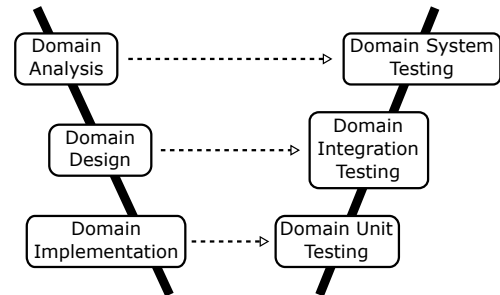 Domain
Analysis
Domain System
Testing
Domain
Design
Domain
Integration
Testing
Domain
Implementation
Domain Unit
Testing